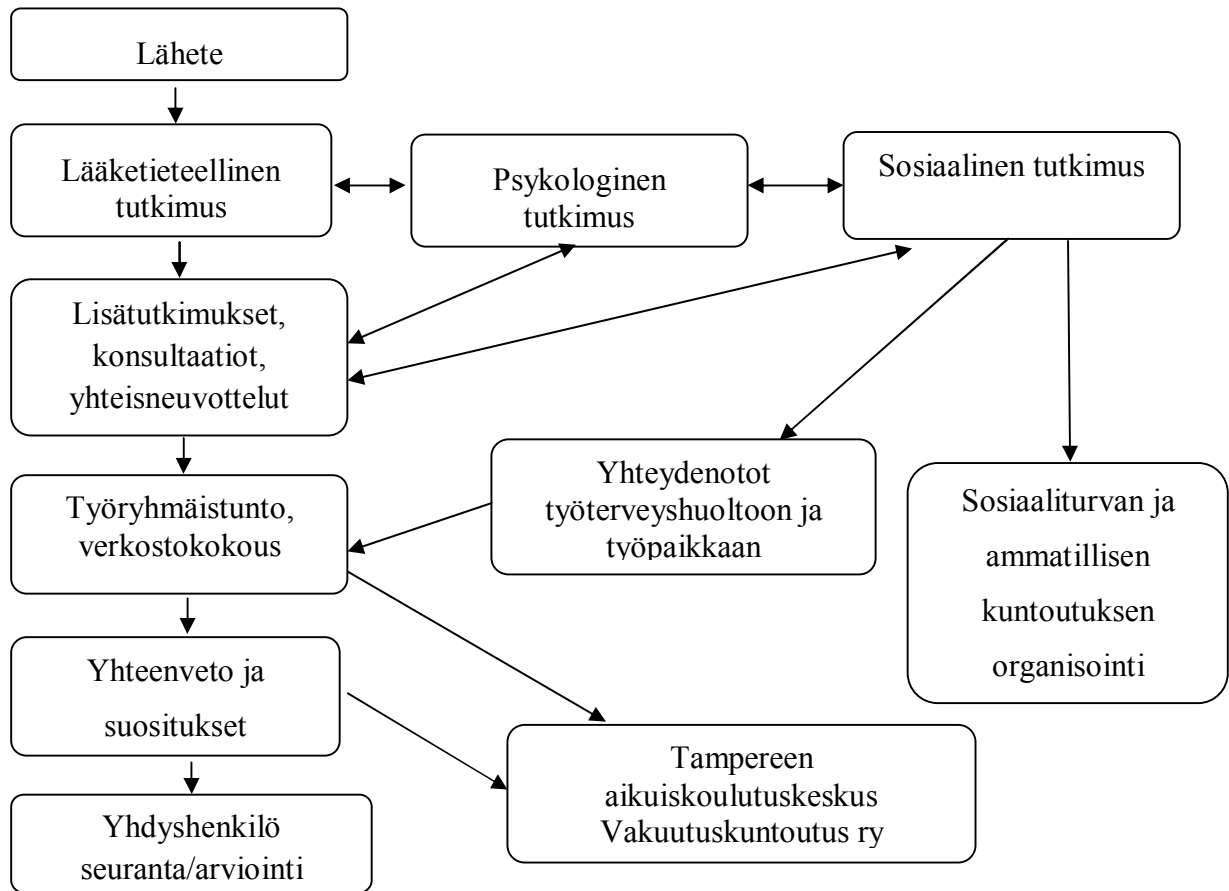 Lähete
Lääketieteellinen
tutkimus
Psykologinen
tutkimus
Sosiaalinen tutkimus
Lisätutkimukset,
konsultaatiot,
yhteisneuvottelut
Työryhmäistunto,
verkostokokous
Yhteydenotot
työterveyshuoltoon ja
työpaikkaan
Sosiaaliturvan ja
ammatillisen
kuntoutuksen
organisointi
Yhteenveto ja
suositukset
Tampereen
aikuiskoulutuskeskus
Vakuutuskuntoutus ry
Yhdyshenkilö
seuranta/arviointi